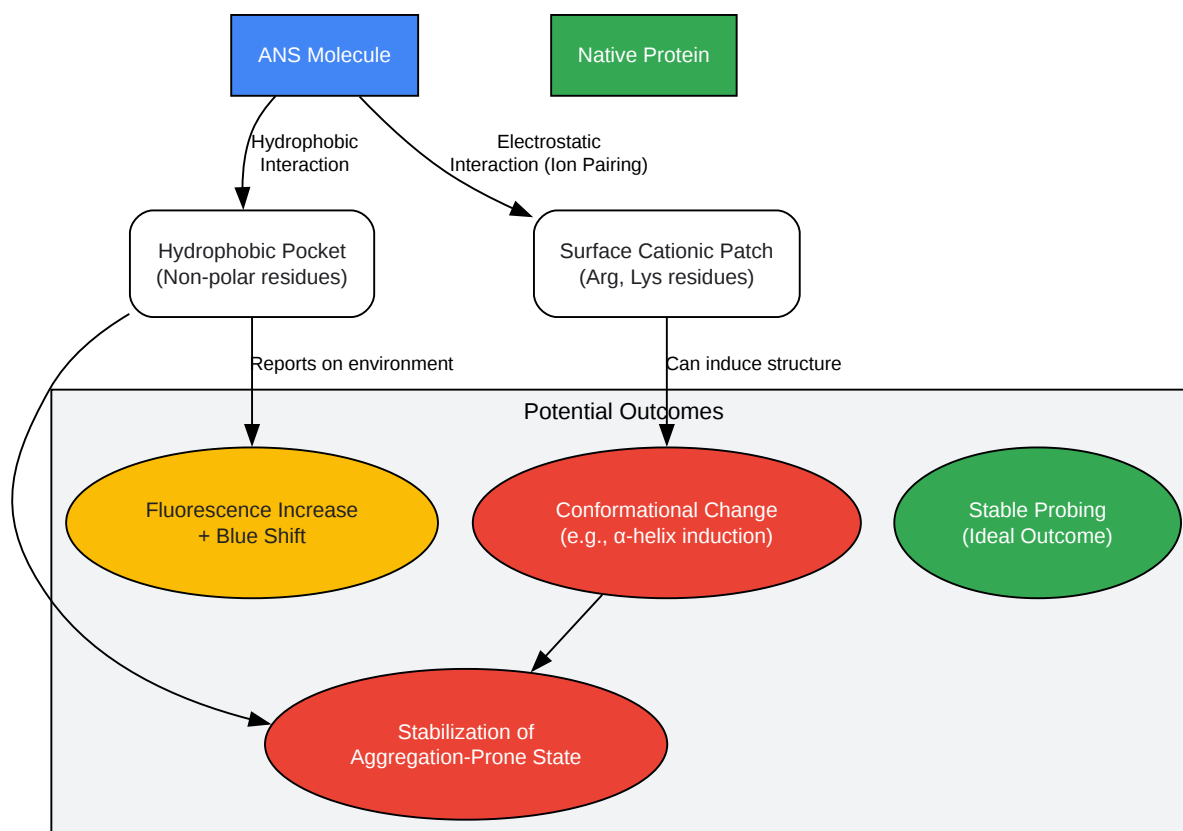 ANS Molecule
Native Protein
Hydrophobic
Interaction
Electrostatic
Interaction (Ion Pairing)
Hydrophobic Pocket
(Non-polar residues)
Surface Cationic Patch
(Arg, Lys residues)
Reports on environment
Can induce structure
Potential Outcomes
Fluorescence Increase
+ Blue Shift
Conformational Change
(e.g., α-helix induction)
Stable Probing
(Ideal Outcome)
Stabilization of
Aggregation-Prone State